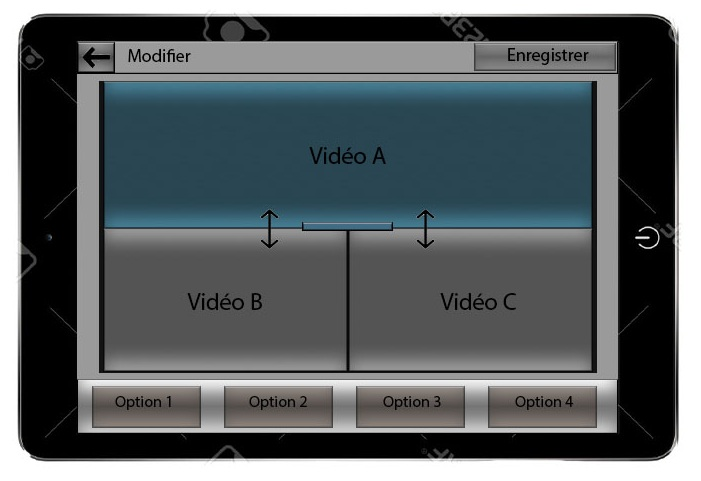 Modifier
Enregistrer
Vidéo A
Vidéo B
Vidéo C
Option 1
Option 2
Option 3
Option 4